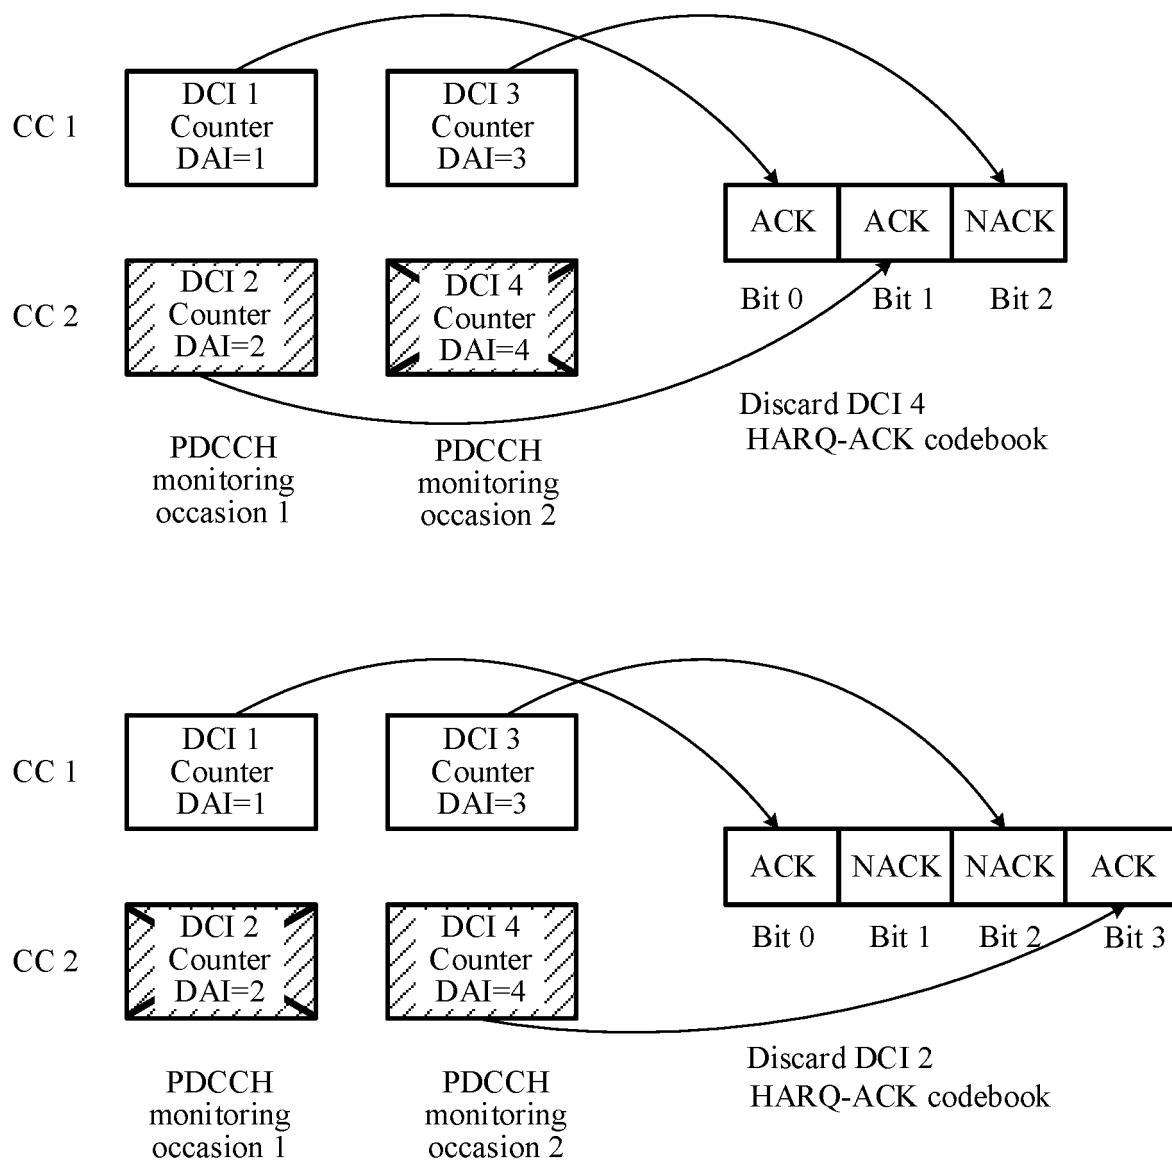 CC 1
DCI 1
Counter
DAI=1
DCI 3
Counter
DAI=3
ACK
ACK
NACK
Bit 0
Bit 1
Bit 2
CC 2
DCI 2
Counter
DAI=2
DCI 4
Counter
DAI=4
Discard DCI 4
HARQ-ACK codebook
PDCCH
monitoring
occasion 1
PDCCH
monitoring
occasion 2
CC 1
DCI 1
Counter
DAI=1
DCI 3
Counter
DAI=3
ACK
NACK
NACK
ACK
Bit 0
Bit 1
Bit 2
Bit 3
CC 2
DCI 2
Counter
DAI=2
DCI 4
Counter
DAI=4
Discard DCI 2
HARQ-ACK codebook
PDCCH
monitoring
occasion 1
PDCCH
monitoring
occasion 2